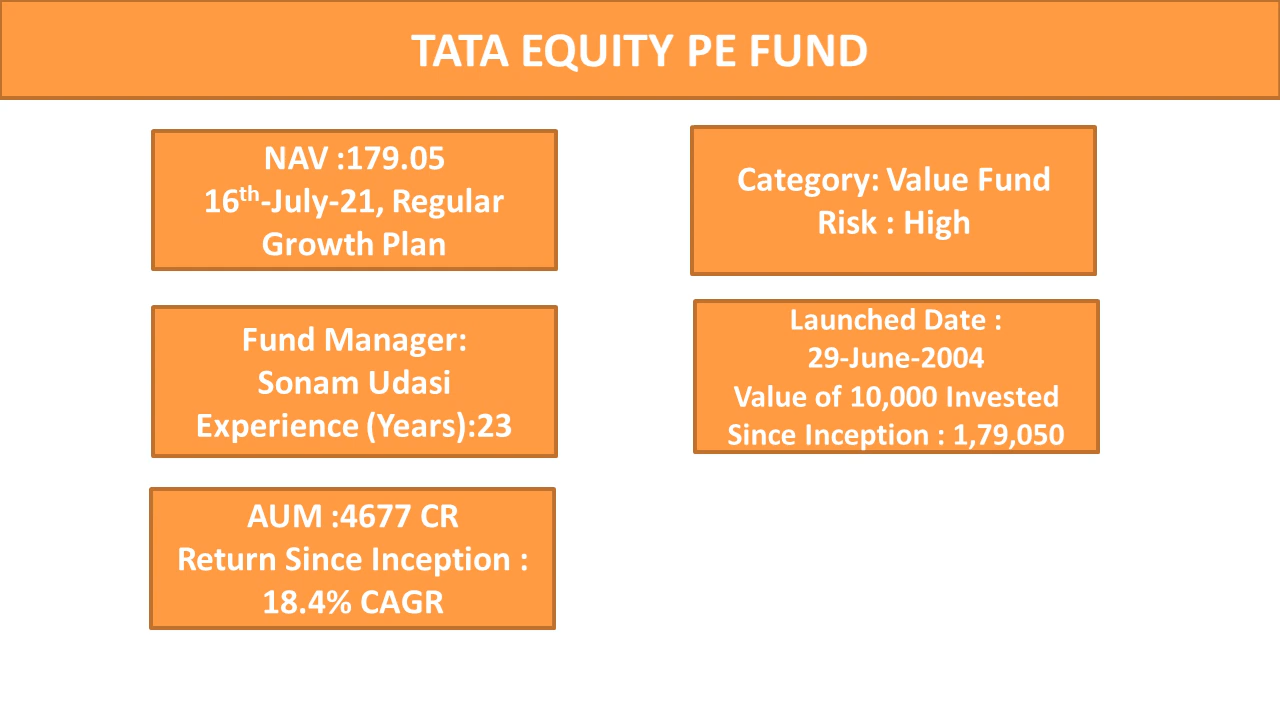 TATA EQUITY PE FUND
NAV :179.05
16th-July-21, Regular
Growth Plan
Category: Value Fund
Risk : High
Fund Manager:
Sonam Udasi
Experience (Years):23
Launched Date :
29-June-2004
Value of 10,000 Invested
Since Inception : 1,79,050
AUM :4677 CR
Return Since Inception :
18.4% CAGR